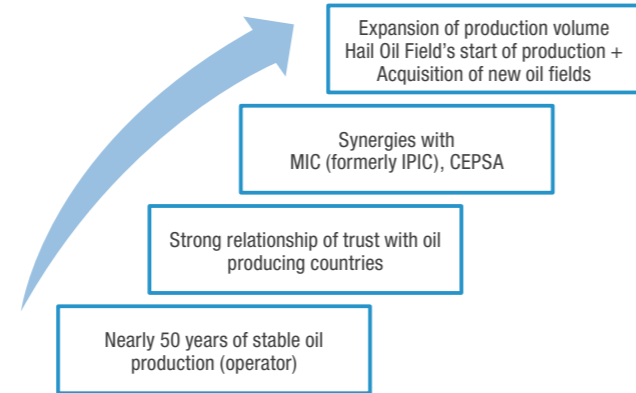 Expansion of production volume
Hail Oil Field's start of production +
Acquisition of new oil fields
Synergies with
MIC (formerly IPIC), CEPSA
Strong relationship of trust with oil
producing countries
Nearly 50 years of stable oil
production (operator)